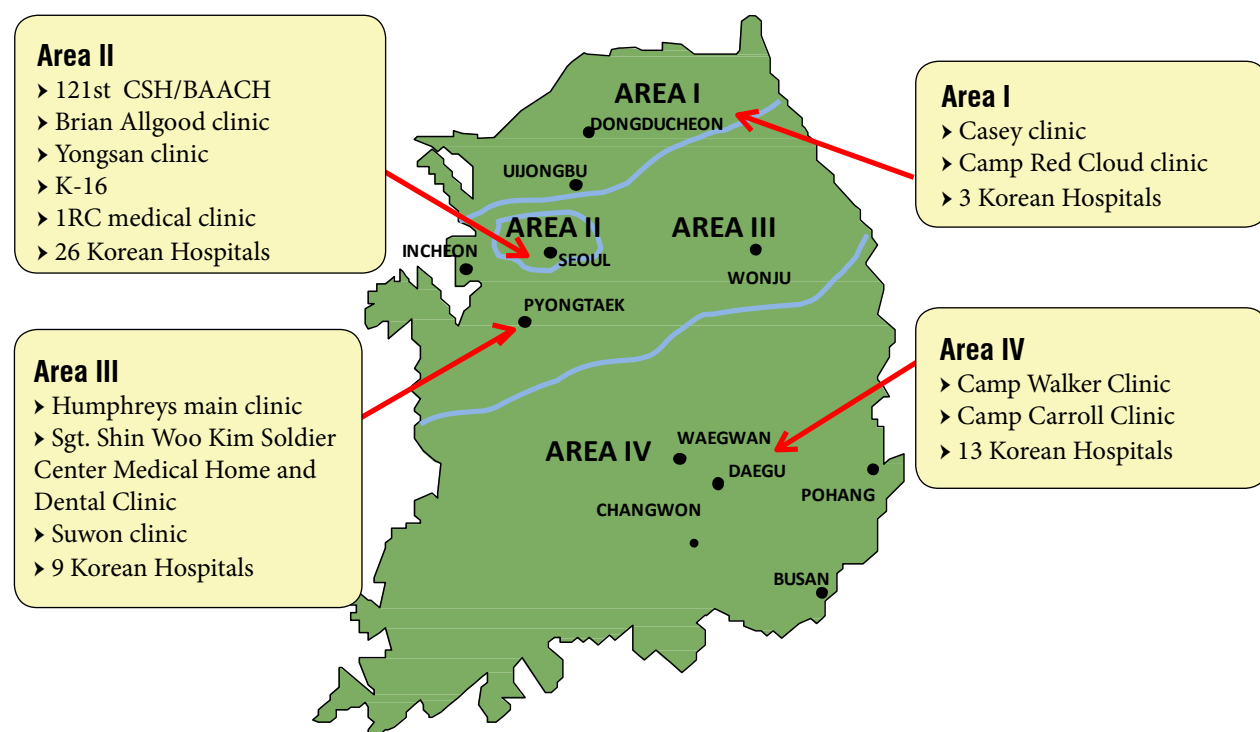 Area II
➤ 121st CSH/BAACH
➤ Brian Allgood clinic
➤ Yongsan clinic
➤ K-16
➤ 1RC medical clinic
➤ 26 Korean Hospitals
Area I
➤ Casey clinic
➤ Camp Red Cloud clinic
➤ 3 Korean Hospitals
AREA I
DONGDUCHEON
UIJONGBU
AREA II
SEOUL
INCHEON
AREA III
WONJU
PYONGTAEK
Area III
➤ Humphreys main clinic
➤ Sgt. Shin Woo Kim Soldier
Center Medical Home and
Dental Clinic
➤ Suwon clinic
➤ 9 Korean Hospitals
Area IV
➤ Camp Walker Clinic
➤ Camp Carroll Clinic
➤ 13 Korean Hospitals
AREA IV
WAEGWAN
DAEGU
POHANG
CHANGWON
BUSAN